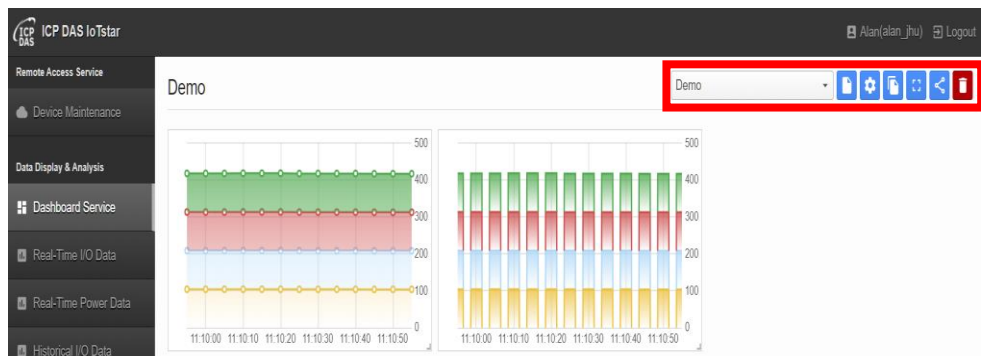 ICP DAS ICP DAS IoTstar
Alan(alan_jhu) Logout
Remote Access Service
Device Maintenance
Data Display & Analysis
Dashboard Service
Real-Time I/O Data
Real-Time Power Data
Historical I/O Data
Demo
Demo
500
400
300
200
100
0
11:10:00 11:10:10 11:10:20 11:10:30 11:10:40 11:10:50
500
400
300
200
100
0
11:10:00 11:10:10 11:10:20 11:10:30 11:10:40 11:10:50